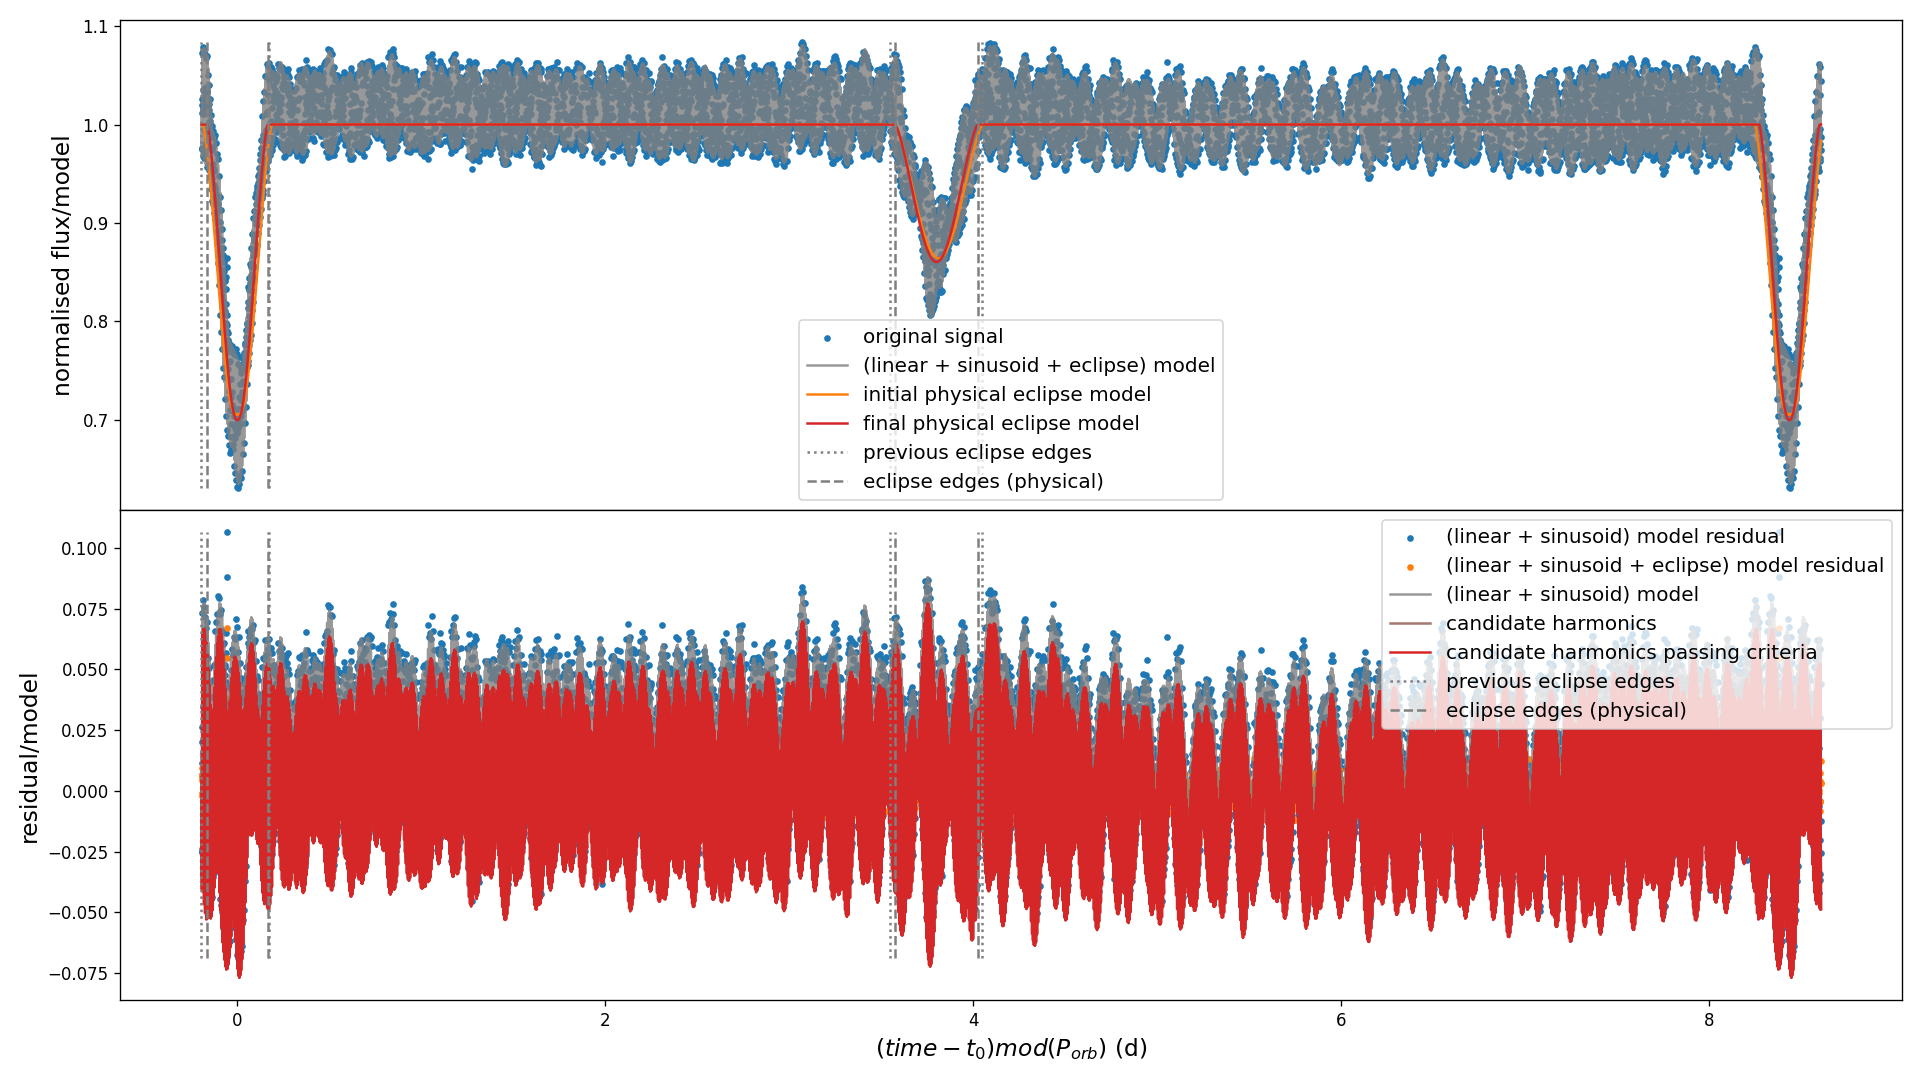 normalised flux/model
1.1
1.0
0.9
0.8
0.7
original signal
(linear + sinusoid + eclipse) model
initial physical eclipse model
final physical eclipse model
previous eclipse edges
eclipse edges (physical)
residual/model
0.100
0.075
0.050
0.025
0.000
−0.025
−0.050
−0.075
(linear + sinusoid) model residual
(linear + sinusoid + eclipse) model residual
(linear + sinusoid) model
candidate harmonics
candidate harmonics passing criteria
previous eclipse edges
eclipse edges (physical)
0 2 4 6 8
(time − t₀)mod(Pₒᵣb) (d)